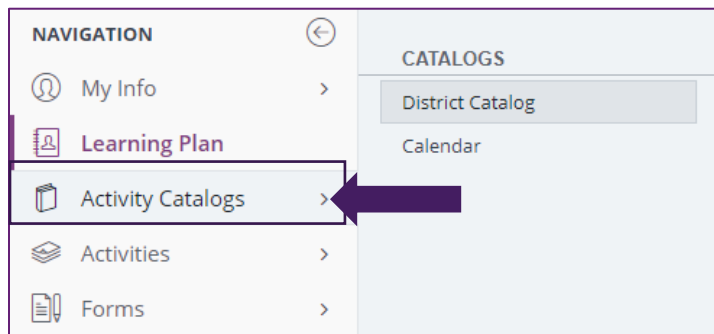 NAVIGATION
My Info
Learning Plan
Activity Catalogs
Activities
Forms
CATALOGS
District Catalog
Calendar